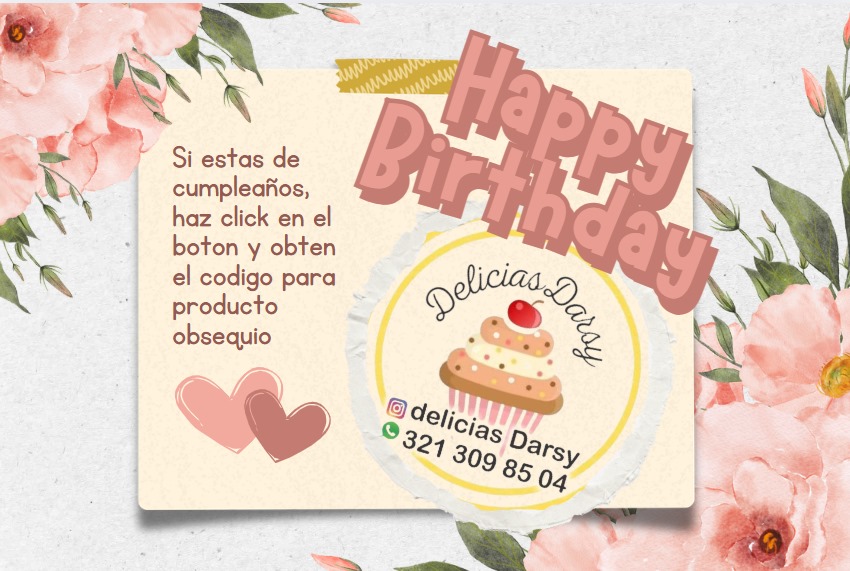 Happy
Birthday
Si estas de
cumpleaños,
haz click en el
boton y obten
el codigo para
producto
obsequio
Delicias Darsy
delicias Darsy
321 309 85 04